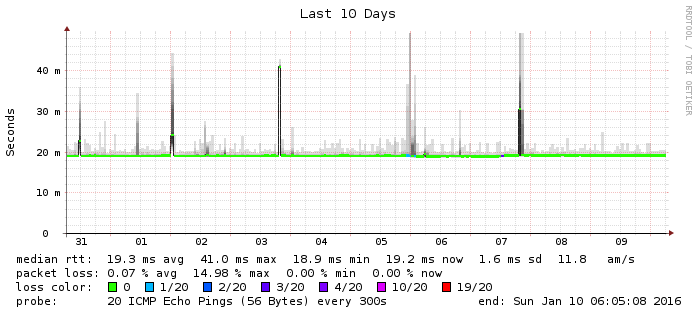 Last 10 Days
RRDTOOL / TOBI OETIKER
Seconds
40 m
30 m
20 m
10 m
0
31 01 02 03 04 05 06 07 08 09
median rtt: 19.3 ms avg 41.0 ms max 18.9 ms min 19.2 ms now 1.6 ms sd 11.8 am/s
packet loss: 0.07 % avg 14.98 % max 0.00 % min 0.00 % now
loss color: 0 1/20 2/20 3/20 4/20 10/20 19/20
probe: 20 ICMP Echo Pings (56 Bytes) every 300s end: Sun Jan 10 06:05:08 2016